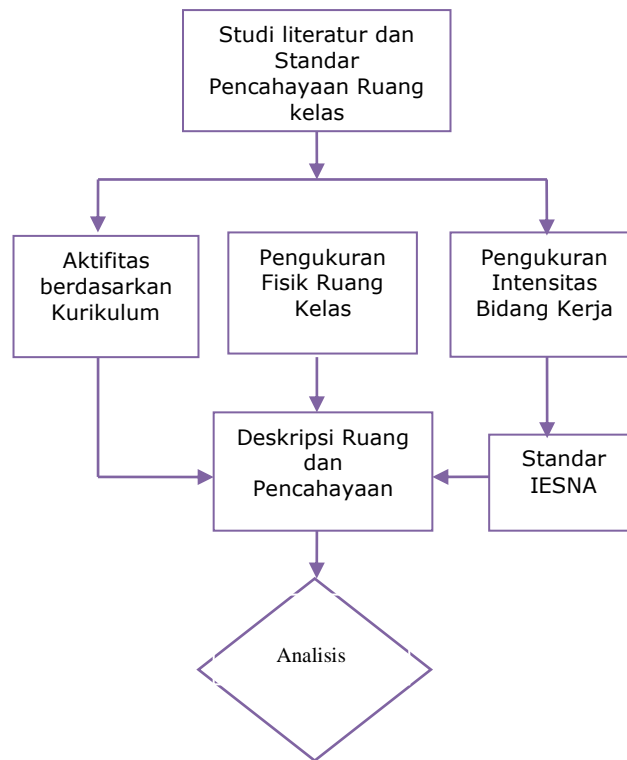 Studi literatur dan
Standar
Pencahayaan Ruang
kelas
Aktifitas
berdasarkan
Kurikulum
Pengukuran
Fisik Ruang
Kelas
Pengukuran
Intensitas
Bidang Kerja
Deskripsi Ruang
dan
Pencahayaan
Standar
IESNA
Analisis